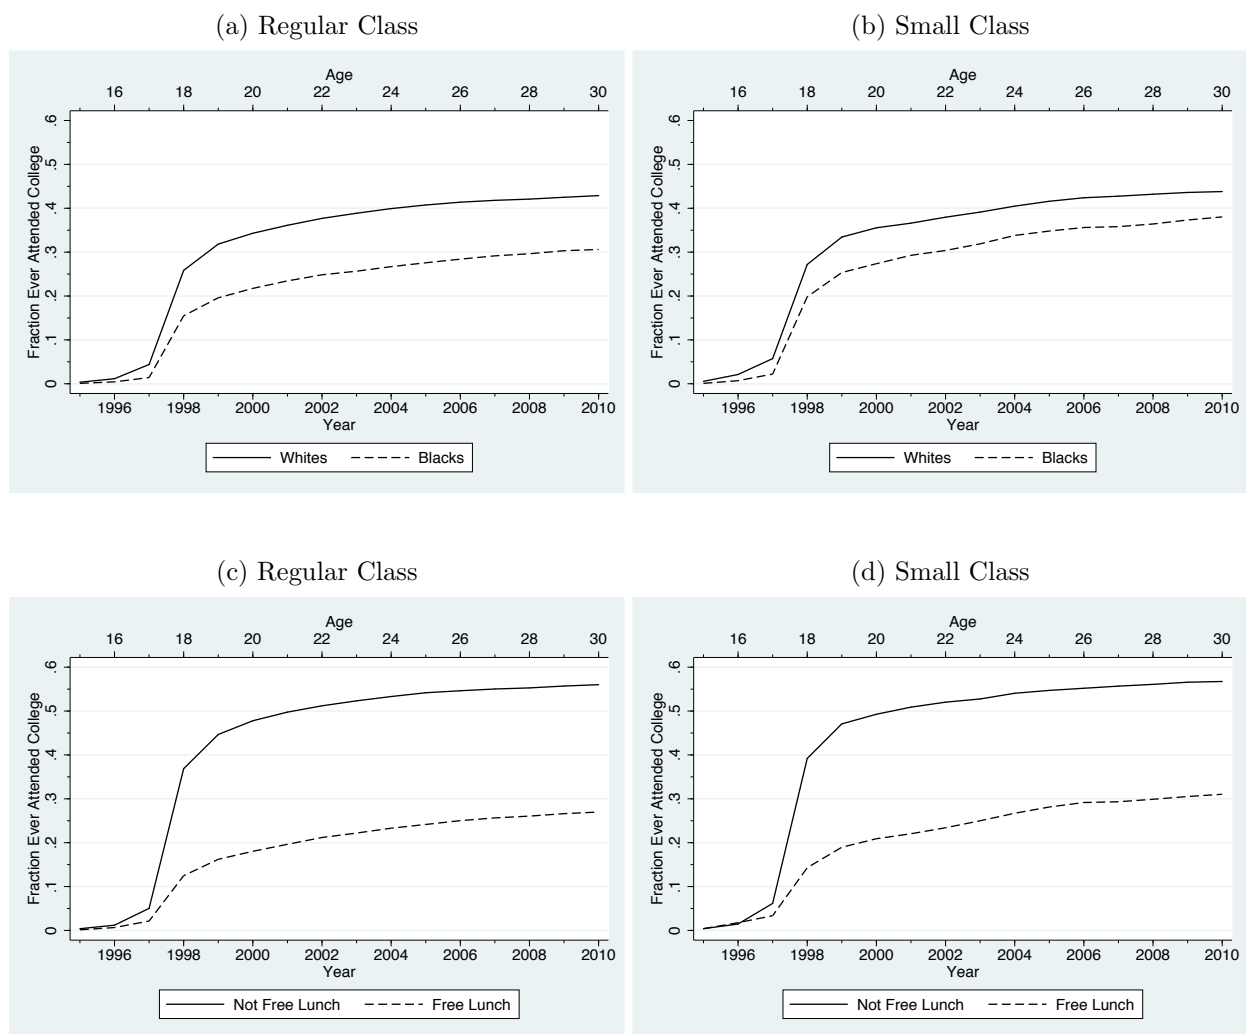 (a) Regular Class
(b) Small Class
Age
16 18 20 22 24 26 28 30
Fraction Ever Attended College
.6
.5
.4
.3
.2
.1
0
1996 1998 2000 2002 2004 2006 2008 2010
Year
Whites Blacks
Age
16 18 20 22 24 26 28 30
Fraction Ever Attended College
.6
.5
.4
.3
.2
.1
0
1996 1998 2000 2002 2004 2006 2008 2010
Year
Whites Blacks
(c) Regular Class
(d) Small Class
Age
16 18 20 22 24 26 28 30
Fraction Ever Attended College
.6
.5
.4
.3
.2
.1
0
1996 1998 2000 2002 2004 2006 2008 2010
Year
Not Free Lunch Free Lunch
Age
16 18 20 22 24 26 28 30
Fraction Ever Attended College
.6
.5
.4
.3
.2
.1
0
1996 1998 2000 2002 2004 2006 2008 2010
Year
Not Free Lunch Free Lunch